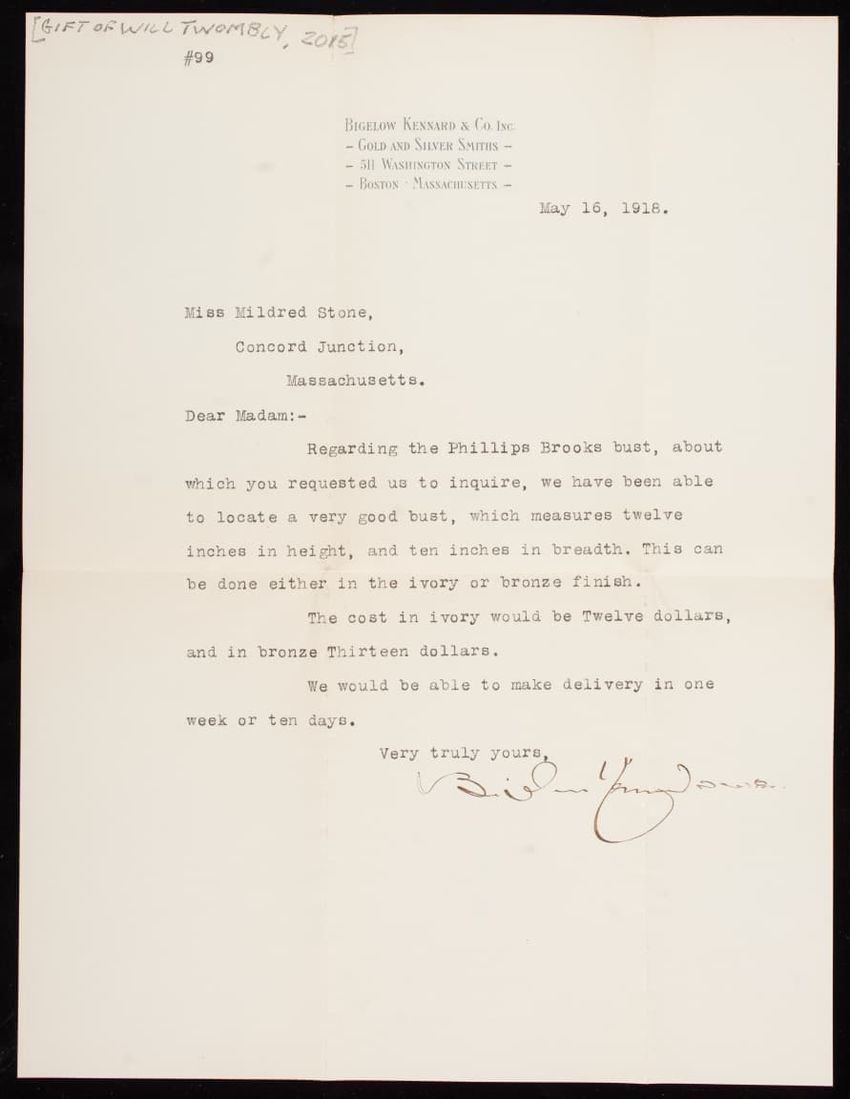 [GIFT OF WILL TWOMBLY, 2015]
#99
BIGELOW KENNARD & CO. INC.
– GOLD AND SILVER SMITHS –
– 511 WASHINGTON STREET –
– BOSTON · MASSACHUSETTS –
May 16, 1918.
Miss Mildred Stone,
Concord Junction,
Massachusetts.
Dear Madam:-
Regarding the Phillips Brooks bust, about
which you requested us to inquire, we have been able
to locate a very good bust, which measures twelve
inches in height, and ten inches in breadth. This can
be done either in the ivory or bronze finish.
The cost in ivory would be Twelve dollars,
and in bronze Thirteen dollars.
We would be able to make delivery in one
week or ten days.
Very truly yours,